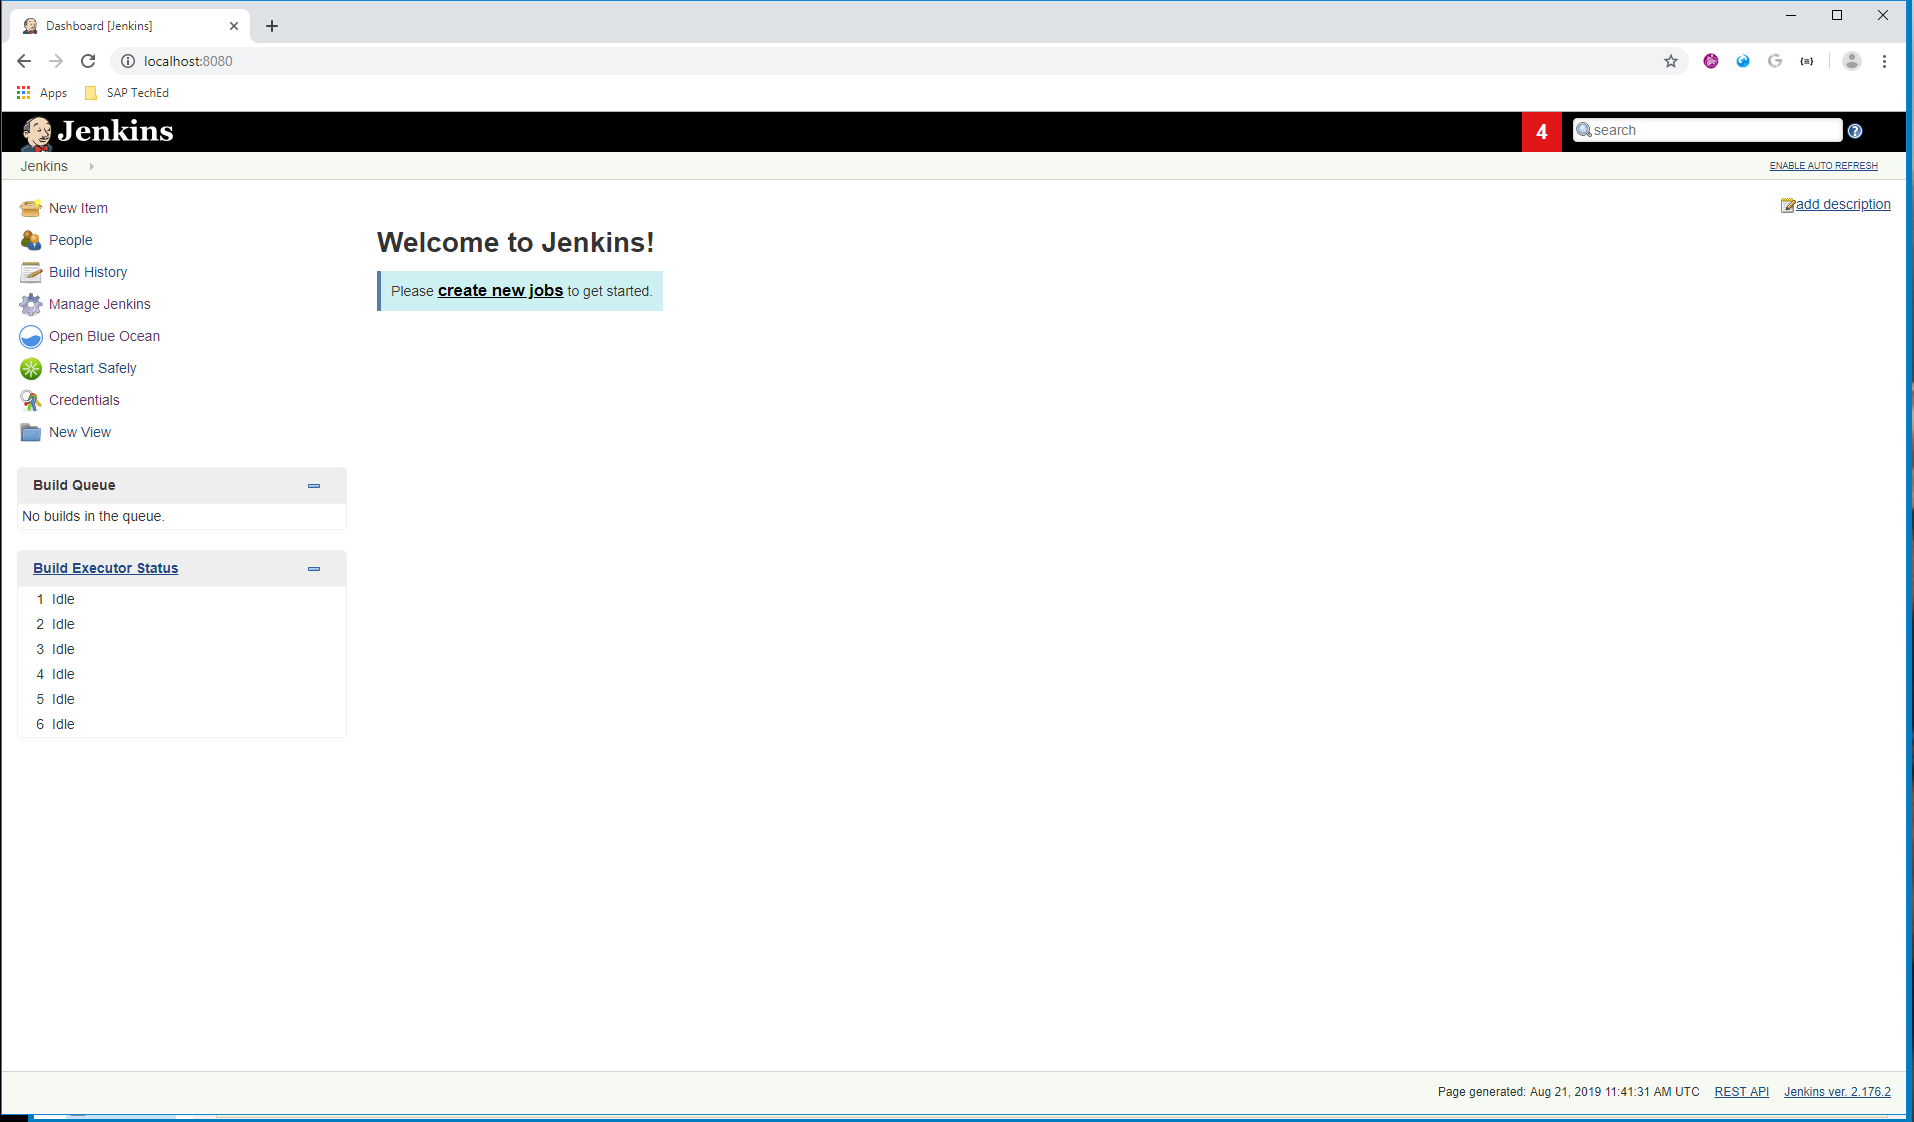 Dashboard [Jenkins]
localhost:8080
Apps SAP TechEd
Jenkins 4 search
Jenkins ENABLE AUTO REFRESH
add description
New Item
People
Build History
Manage Jenkins
Open Blue Ocean
Restart Safely
Credentials
New View
Build Queue
No builds in the queue.
Build Executor Status
1 Idle
2 Idle
3 Idle
4 Idle
5 Idle
6 Idle
Welcome to Jenkins!
Please create new jobs to get started.
Page generated: Aug 21, 2019 11:41:31 AM UTC REST API Jenkins ver. 2.176.2